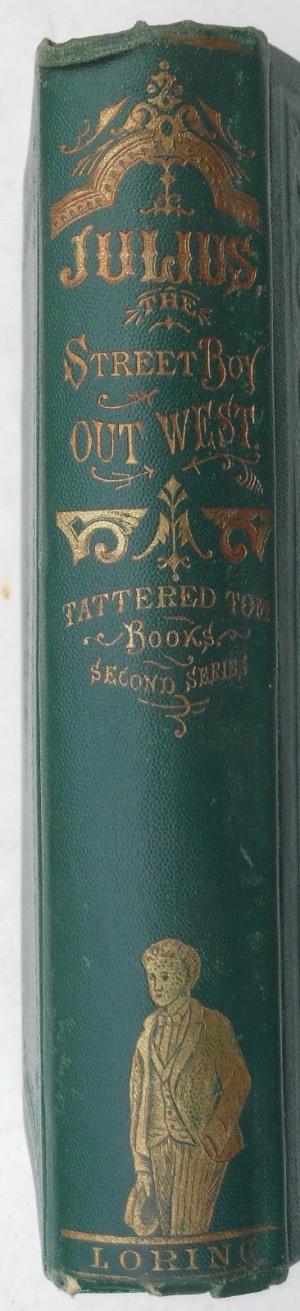 JULIUS,
THE
STREET BOY
OUT WEST.
TATTERED TOM
BOOKS.
SECOND SERIES
LORING